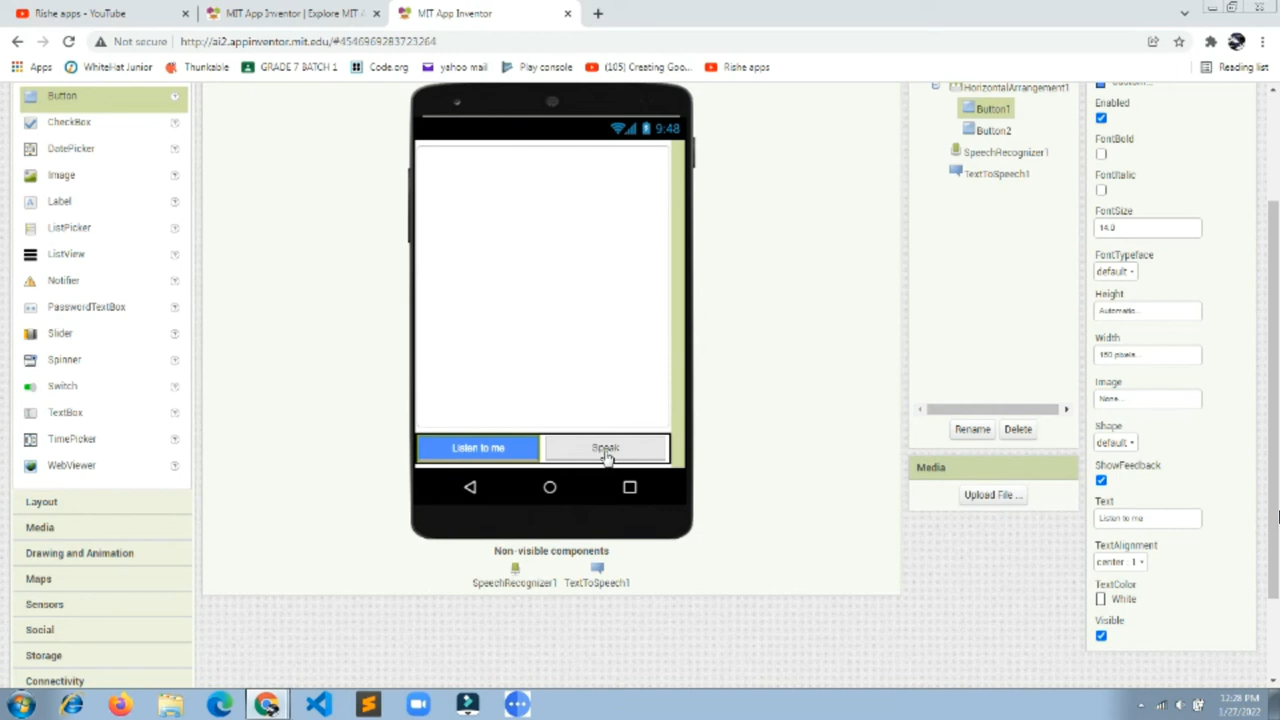 Rishe apps - YouTube
MIT App Inventor | Explore MIT A
MIT App Inventor
Not secure
http://ai2.appinventor.mit.edu/#4546969283723264
Apps
WhiteHat Junior
Thunkable
GRADE 7 BATCH 1
Code.org
yahoo mail
Play console
(105) Creating Goo...
Rishe apps
Reading list
Button
CheckBox
DatePicker
Image
Label
ListPicker
ListView
Notifier
PasswordTextBox
Slider
Spinner
Switch
TextBox
TimePicker
WebViewer
Layout
Media
Drawing and Animation
Maps
Sensors
Social
Storage
Connectivity
9:48
Listen to me
Speak
Non-visible components
SpeechRecognizer1
TextToSpeech1
HorizontalArrangement1
Button1
Button2
SpeechRecognizer1
TextToSpeech1
Rename
Delete
Media
Upload File ...
Enabled
FontBold
FontItalic
FontSize
14.0
FontTypeface
default
Height
Automatic...
Width
150 pixels...
Image
None...
Shape
default
ShowFeedback
Text
Listen to me
TextAlignment
center : 1
TextColor
White
Visible
12:28 PM
1/27/2022